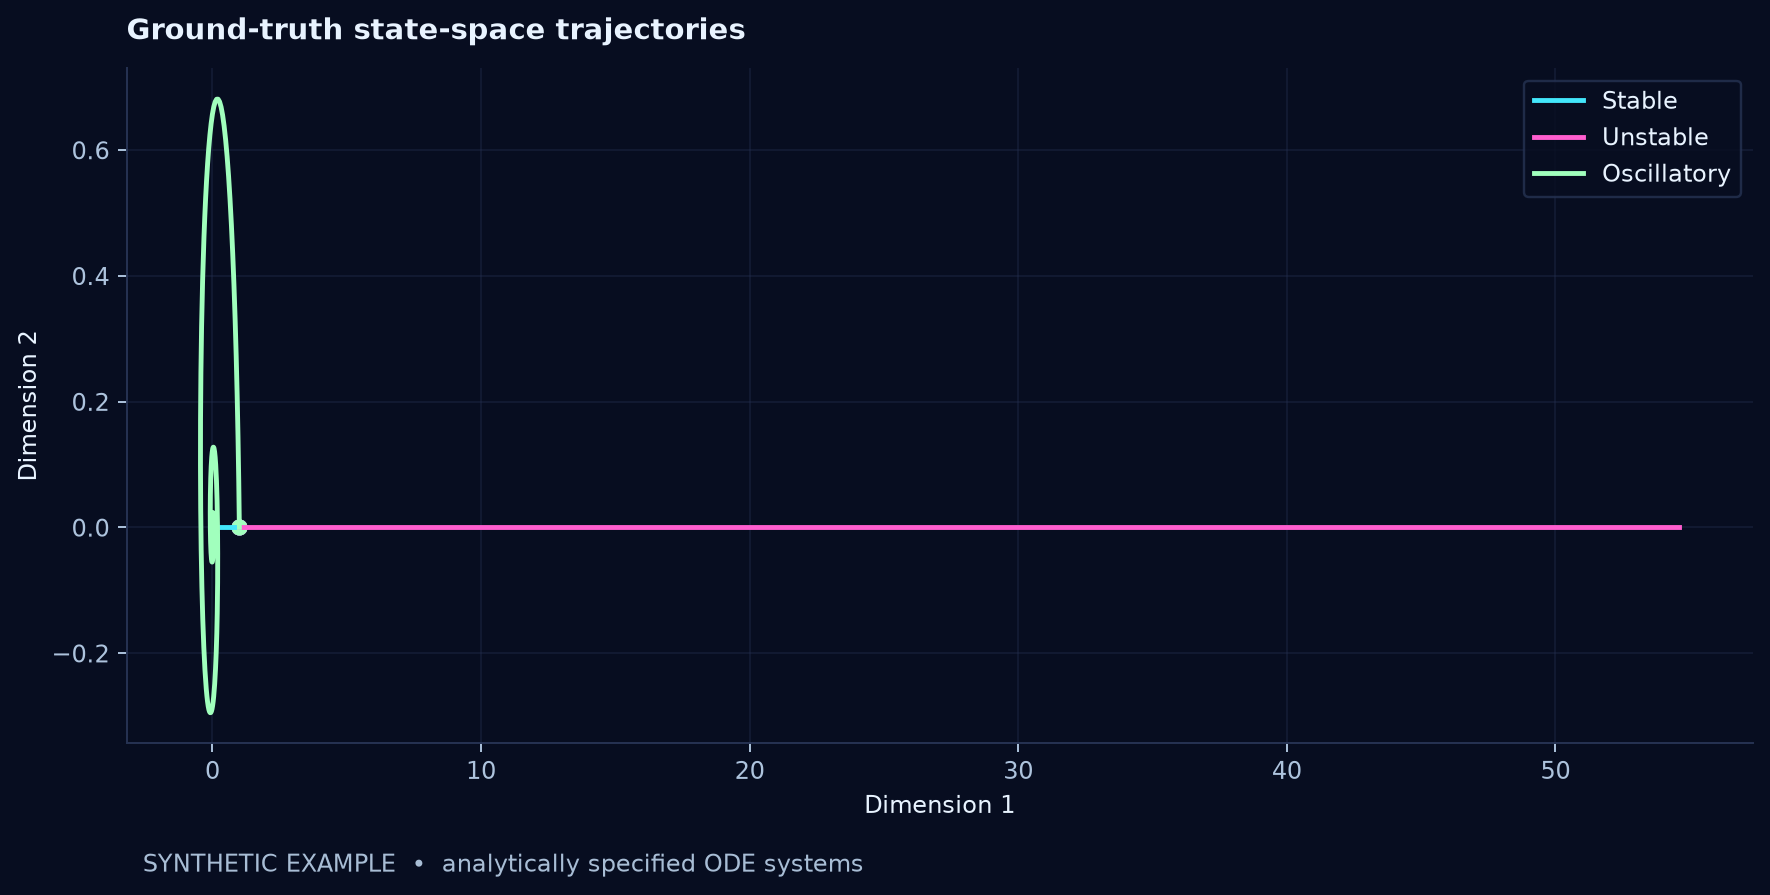 Ground-truth state-space trajectories
Stable
Unstable
Oscillatory
0.6
0.4
0.2
0.0
−0.2
Dimension 2
0 10 20 30 40 50
Dimension 1
SYNTHETIC EXAMPLE • analytically specified ODE systems